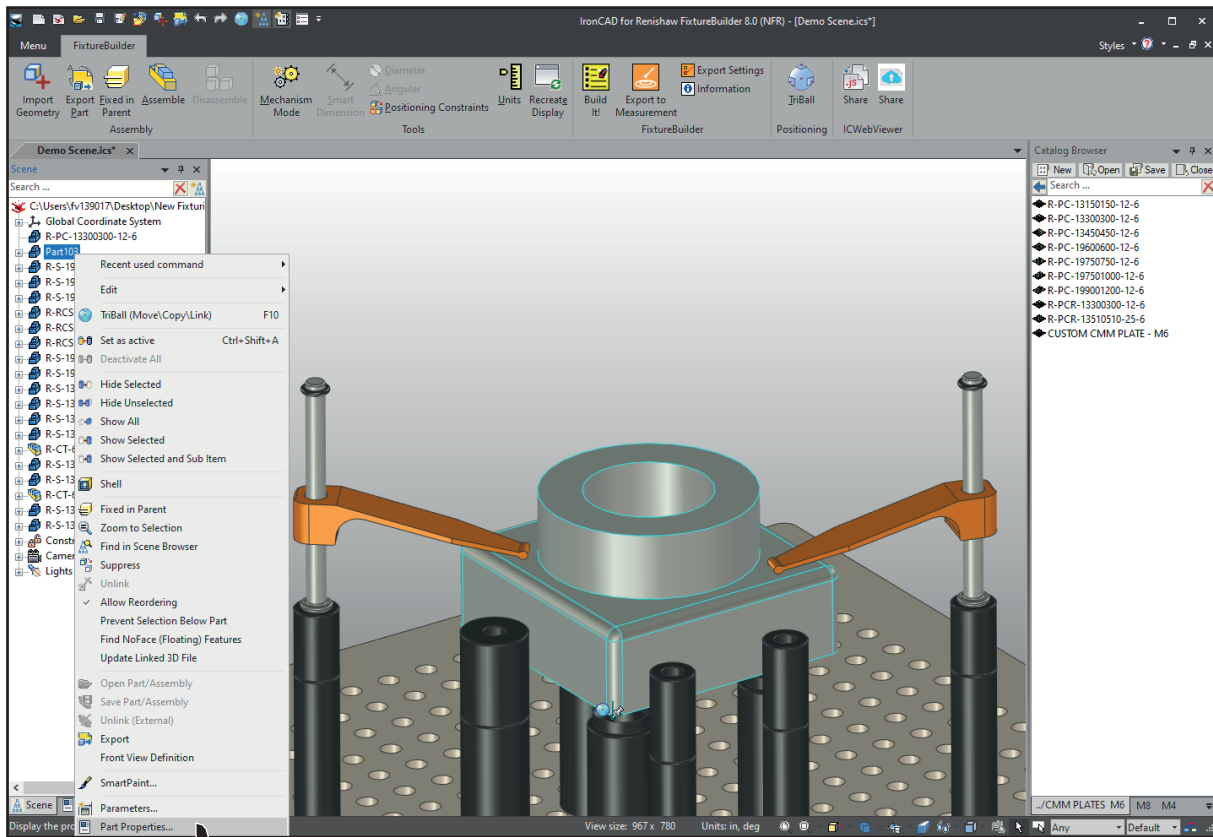 IronCAD for Renishaw FixtureBuilder 8.0 (NFR) - [Demo Scene.ics*]
Menu FixtureBuilder Styles
Import Geometry
Export Part
Fixed in Parent
Assemble
Disassemble
Assembly
Mechanism Mode
Smart Dimension
Diameter
Angular
Positioning Constraints
Units
Recreate Display
Tools
Build It!
Export to Measurement
Export Settings
Information
FixtureBuilder
TriBall
Positioning
Share
Share
ICWebViewer
Demo Scene.ics* x
Scene
Search ...
C:\Users\fv139017\Desktop\New Fixturi
Global Coordinate System
R-PC-13300300-12-6
Part103
R-S-19
R-S-19
R-S-19
R-RCS
R-RCS
R-RCS
R-S-19
R-S-19
R-S-13
R-S-13
R-S-13
R-S-13
R-CT-6
R-S-13
R-S-13
R-CT-6
R-S-13
R-S-13
Constr
Camer
Lights
Scene
Display the pro
Recent used command
Edit
TriBall (Move\Copy\Link) F10
Set as active Ctrl+Shift+A
Deactivate All
Hide Selected
Hide Unselected
Show All
Show Selected
Show Selected and Sub Item
Shell
Fixed in Parent
Zoom to Selection
Find in Scene Browser
Suppress
Unlink
Allow Reordering
Prevent Selection Below Part
Find NoFace (Floating) Features
Update Linked 3D File
Open Part/Assembly
Save Part/Assembly
Unlink (External)
Export
Front View Definition
SmartPaint...
Parameters...
Part Properties...
Catalog Browser
New Open Save Close
Search ...
R-PC-13150150-12-6
R-PC-13300300-12-6
R-PC-13450450-12-6
R-PC-19600600-12-6
R-PC-19750750-12-6
R-PC-197501000-12-6
R-PC-199001200-12-6
R-PCR-13300300-12-6
R-PCR-13510510-25-6
CUSTOM CMM PLATE - M6
../CMM PLATES M6 M8 M4
View size: 967 x 780 Units: in, deg Any Default